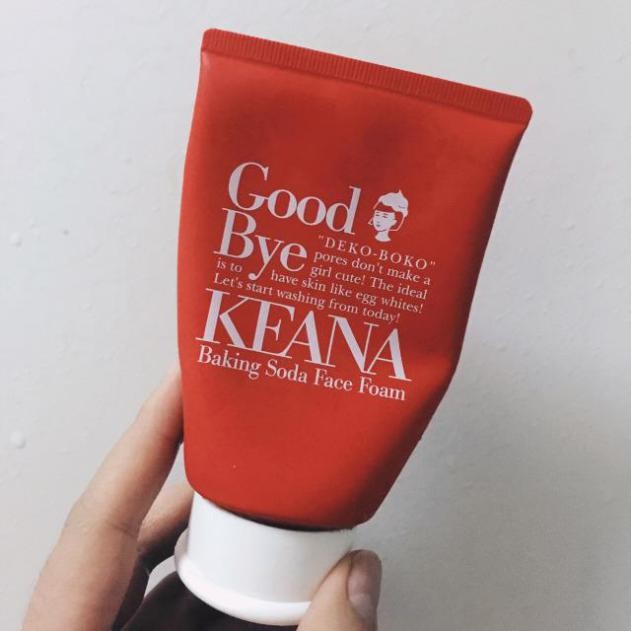 Good
Bye
"DEKO-BOKO"
pores don't make a
girl cute! The ideal
is to have skin like egg whites!
Let's start washing from today!
KEANA
Baking Soda Face Foam